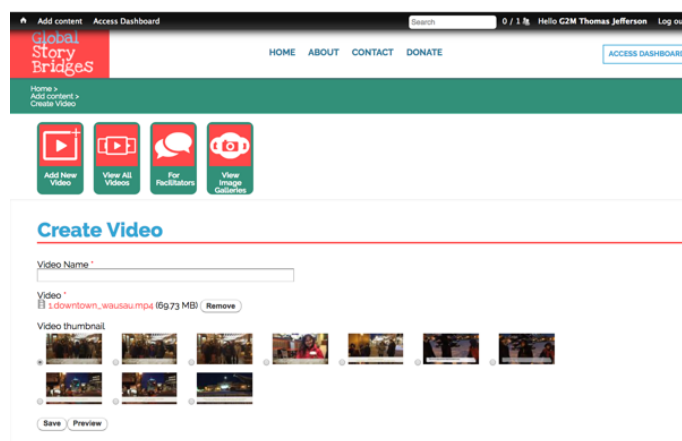 Add content Access Dashboard Search 0 / 1 Hello G2M Thomas Jefferson Log ou
Global
Story
Bridges
HOME ABOUT CONTACT DONATE ACCESS DASHBOARD
Home >
Add content >
Create Video
Add New
Video
View All
Videos
For
Facilitators
View
Image
Galleries
Create Video
Video Name *
Video *
1.downtown_wausau.mp4 (69.73 MB) Remove
Video thumbnail
Save Preview